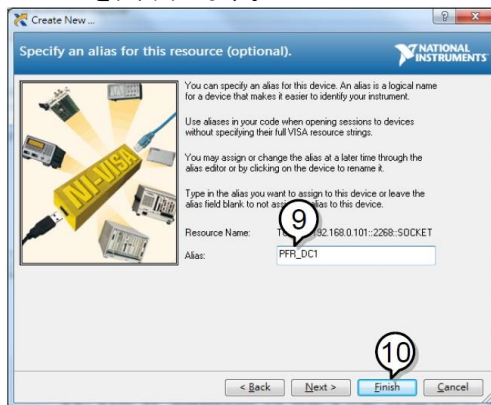 Create New ...
Specify an alias for this resource (optional).
NATIONAL
INSTRUMENTS
You can specify an alias for this device. An alias is a logical name
for a device that makes it easier to identify your instrument.
Use aliases in your code when opening sessions to devices
without specifying their full VISA resource strings.
You may assign or change the alias at a later time through the
alias editor or by clicking on the device to rename it.
Type in the alias you want to assign to this device or leave the
alias field blank to not alias to this device.
NI-VISA
9
Resource Name: 92.168.0.101::2268::SOCKET
Alias: PFR_DC1
10
< Back Next > Finish Cancel